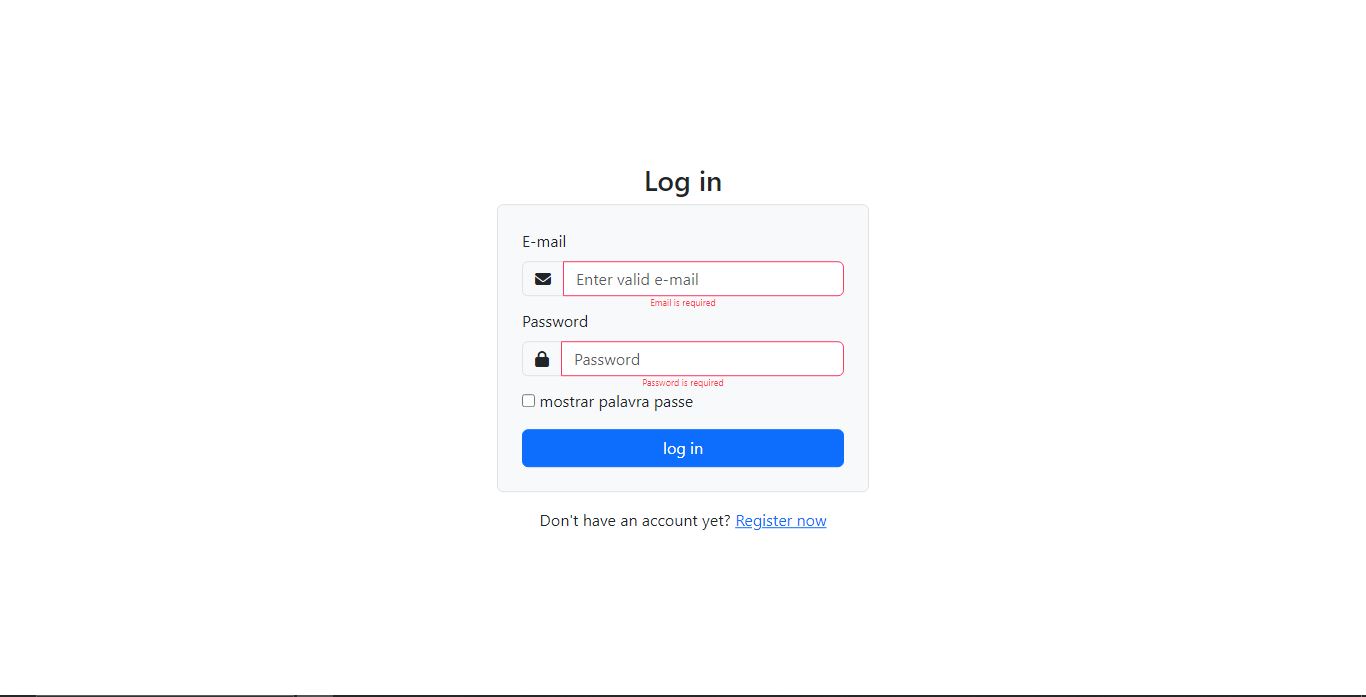 Log in
E-mail
Enter valid e-mail
Email is required
Password
Password
Password is required
mostrar palavra passe
log in
Don't have an account yet? Register now